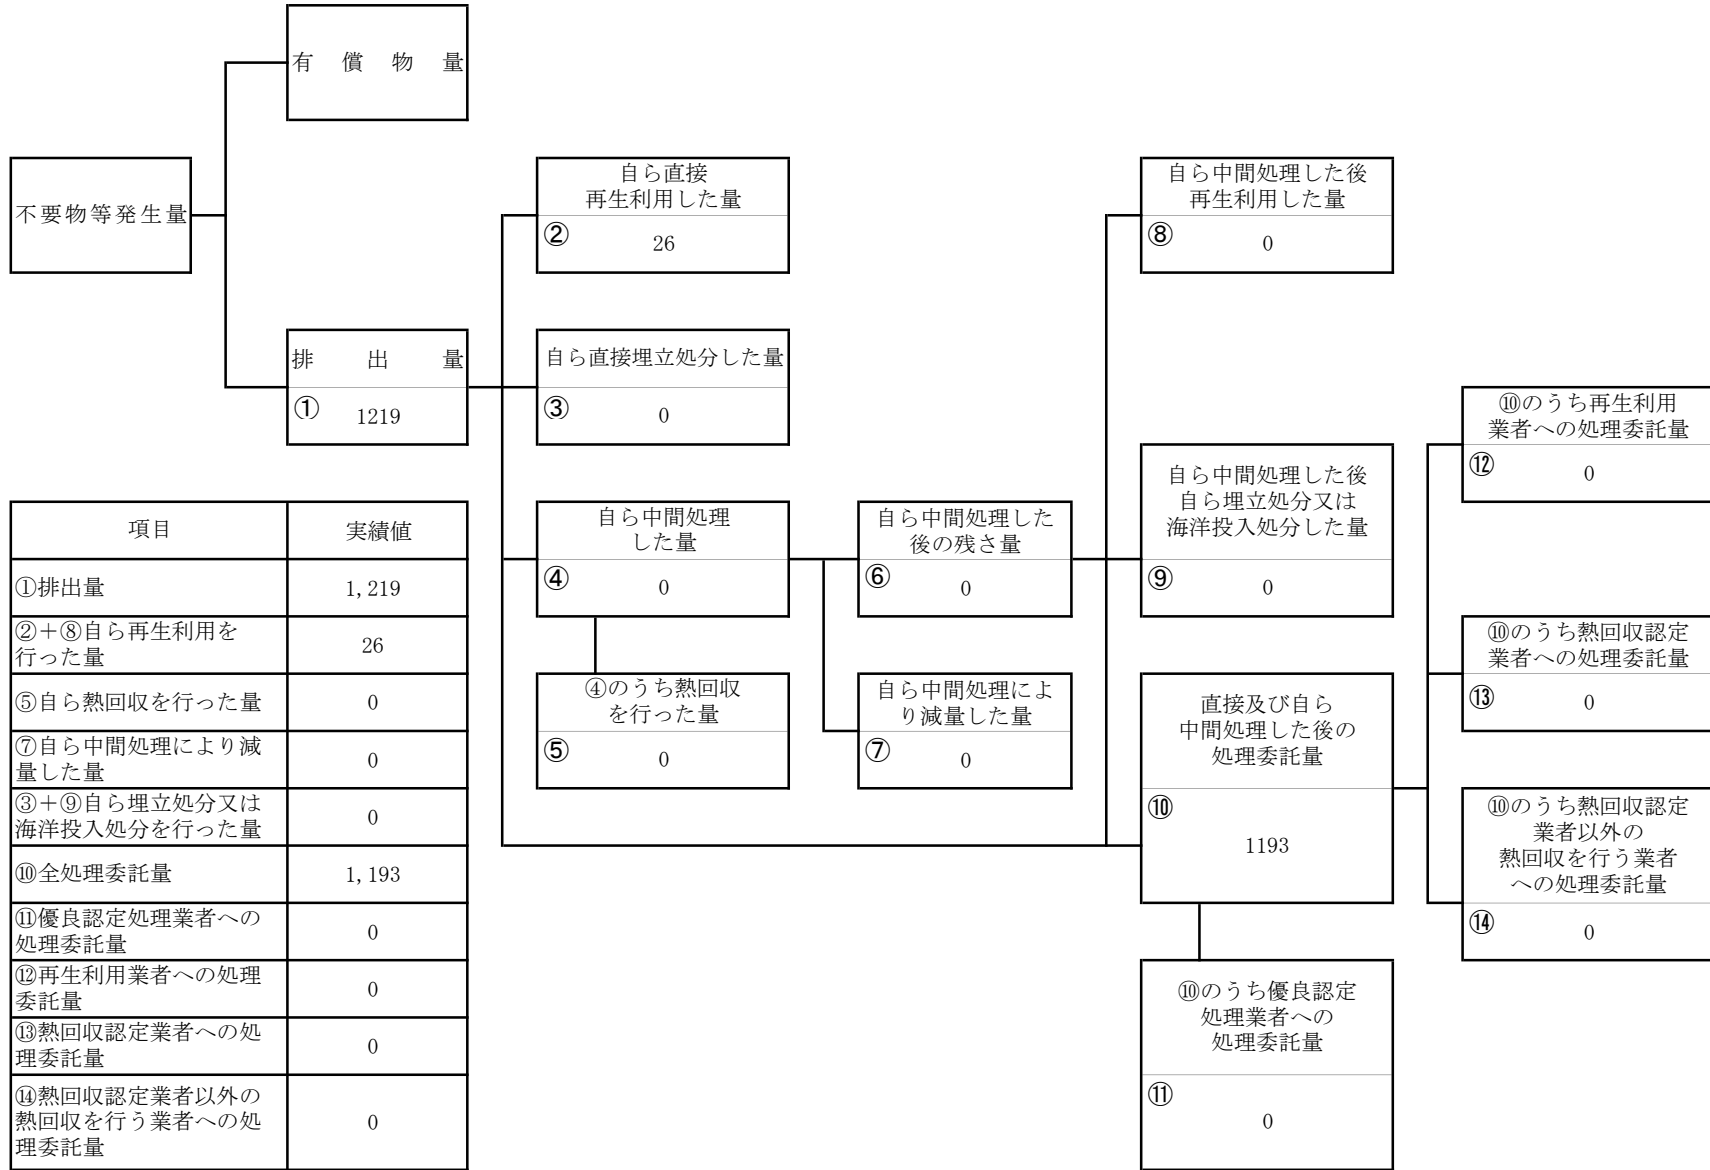 有償物量
不要物等発生量
自ら直接
再生利用した量
② 26
自ら中間処理した後
再生利用した量
⑧ 0
排出量
① 1219
自ら直接埋立処分した量
③ 0
⑩のうち再生利用
業者への処理委託量
⑫ 0
自ら中間処理した後
自ら埋立処分又は
海洋投入処分した量
⑨ 0
自ら中間処理
した量
④ 0
自ら中間処理した
後の残さ量
⑥ 0
⑩のうち熱回収認定
業者への処理委託量
⑬ 0
④のうち熱回収
を行った量
⑤ 0
自ら中間処理によ
り減量した量
⑦ 0
直接及び自ら
中間処理した後の
処理委託量
⑩
1193
⑩のうち熱回収認定
業者以外の
熱回収を行う業者
への処理委託量
⑭ 0
⑩のうち優良認定
処理業者への
処理委託量
⑪
0
項目 実績値
①排出量 1,219
②＋⑧自ら再生利用を
行った量 26
⑤自ら熱回収を行った量 0
⑦自ら中間処理により減
量した量 0
③＋⑨自ら埋立処分又は
海洋投入処分を行った量 0
⑩全処理委託量 1,193
⑪優良認定処理業者への
処理委託量 0
⑫再生利用業者への処理
委託量 0
⑬熱回収認定業者への処
理委託量 0
⑭熱回収認定業者以外の
熱回収を行う業者への処
理委託量 0